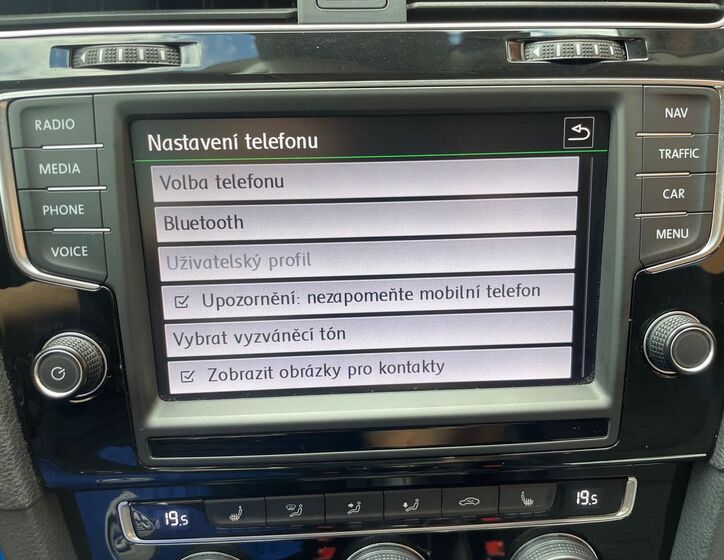 RADIO
MEDIA
PHONE
VOICE
Nastavení telefonu
Volba telefonu
Bluetooth
Uživatelský profil
Upozornění: nezapomeňte mobilní telefon
Vybrat vyzváněcí tón
Zobrazit obrázky pro kontakty
NAV
TRAFFIC
CAR
MENU
19.5
19.5